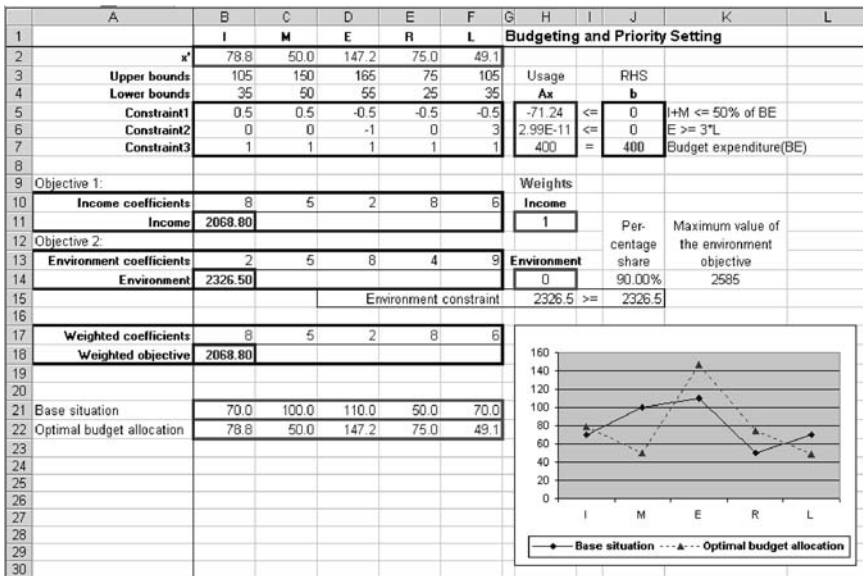 A B C D E F G H I J K L
1 I M E R L Budgeting and Priority Setting
2 x* 78.8 50.0 147.2 75.0 49.1
3 Upper bounds 105 150 165 75 105 Usage RHS
4 Lower bounds 35 50 55 25 35 Ax b
5 Constraint1 0.5 0.5 -0.5 -0.5 -0.5 -71.24 <= 0 I+M <= 50% of BE
6 Constraint2 0 0 -1 0 3 2.99E-11 <= 0 E >= 3*L
7 Constraint3 1 1 1 1 1 400 = 400 Budget expenditure(BE)
8
9 Objective 1: Weights
10 Income coefficients 8 5 2 8 6 Income
11 Income 2068.80 1 Per- Maximum value of
12 Objective 2: centage the environment
13 Environment coefficients 2 5 8 4 9 Environment share objective
14 Environment 2326.50 0 90.00% 2585
15 Environment constraint 2326.5 >= 2326.5
16
17 Weighted coefficients 8 5 2 8 6
18 Weighted objective 2068.80
19
20
21 Base situation 70.0 100.0 110.0 50.0 70.0
22 Optimal budget allocation 78.8 50.0 147.2 75.0 49.1
23
24
25
26
27
28
29
30
160
140
120
100
80
60
40
20
0
I M E R L
Base situation Optimal budget allocation